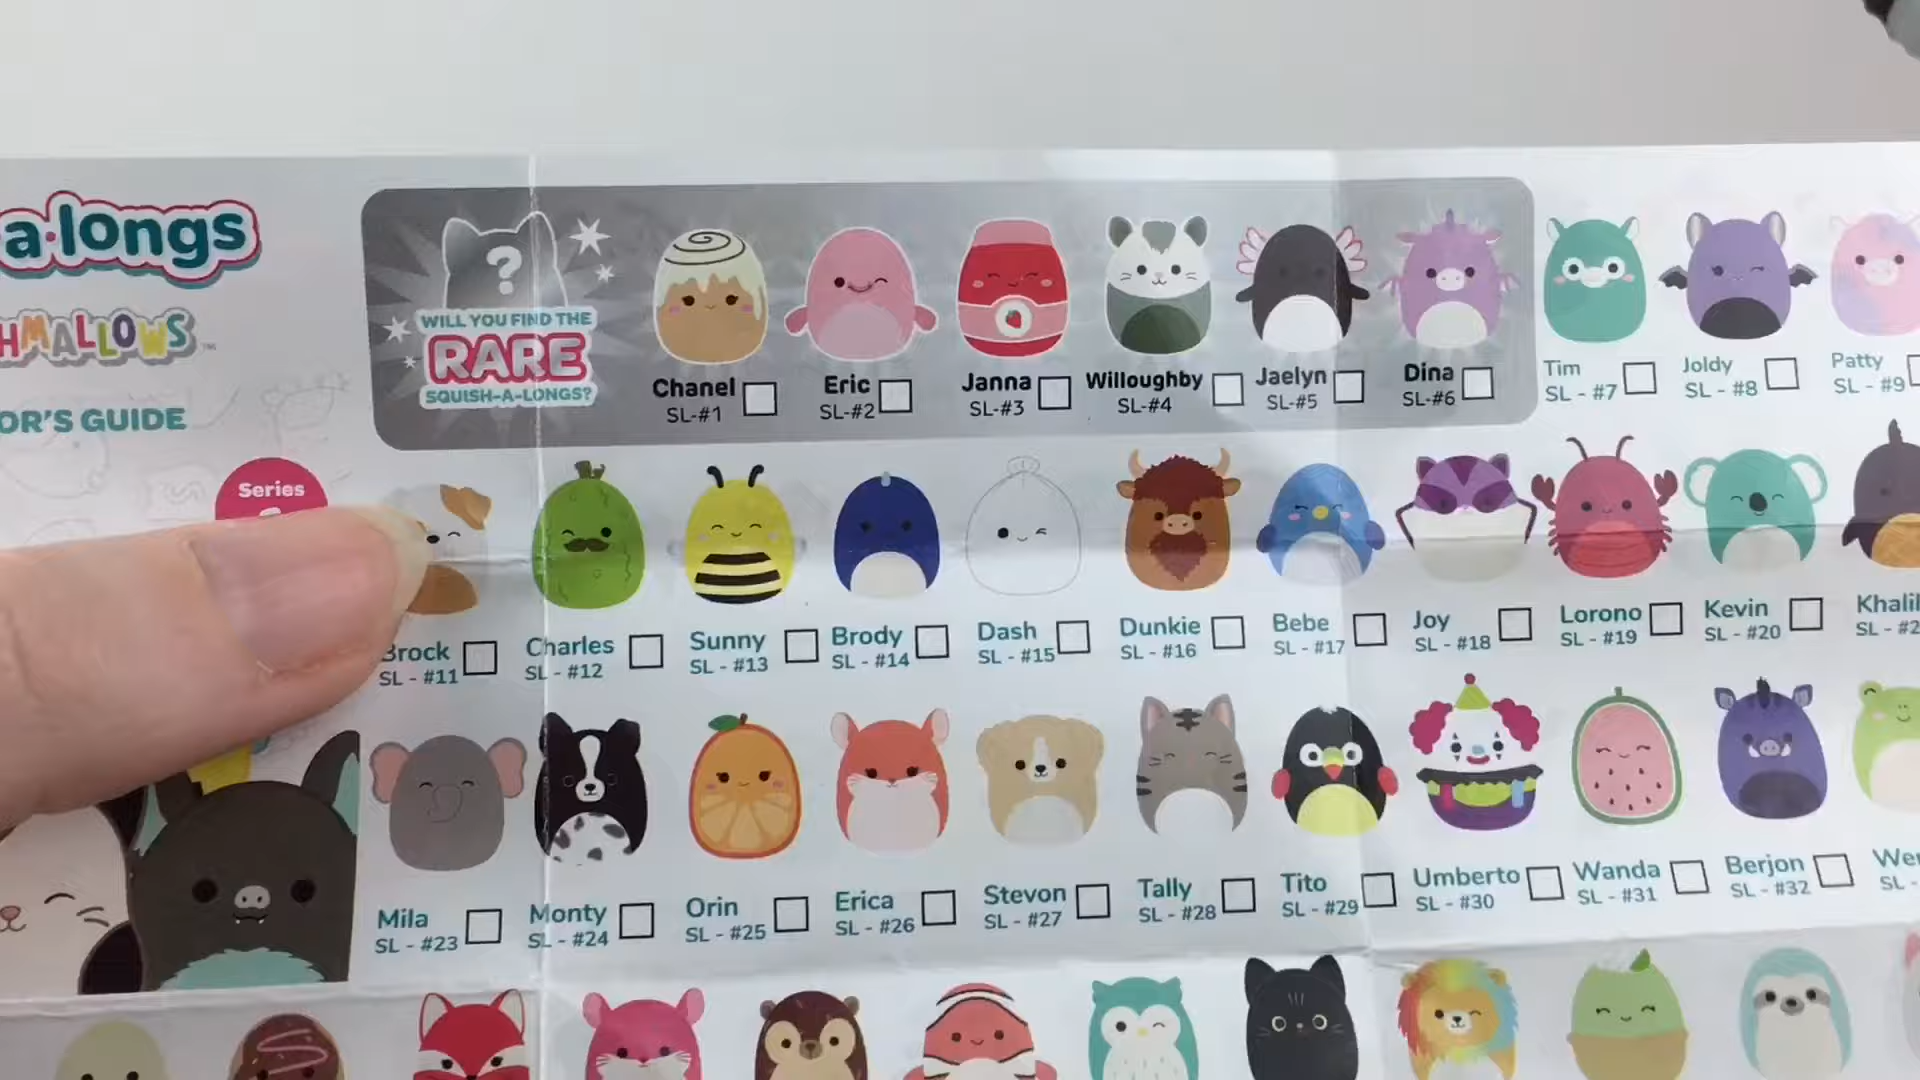 a·longs
HMALLOWS™
OR'S GUIDE
Series
?
WILL YOU FIND THE
RARE
SQUISH-A-LONGS?
Chanel
SL-#1
Eric
SL-#2
Janna
SL-#3
Willoughby
SL-#4
Jaelyn
SL-#5
Dina
SL-#6
Tim
SL - #7
Joldy
SL - #8
Patty
SL - #9
Brock
SL - #11
Charles
SL - #12
Sunny
SL - #13
Brody
SL - #14
Dash
SL - #15
Dunkie
SL - #16
Bebe
SL - #17
Joy
SL - #18
Lorono
SL - #19
Kevin
SL - #20
Khalil
SL - #2
Mila
SL - #23
Monty
SL - #24
Orin
SL - #25
Erica
SL - #26
Stevon
SL - #27
Tally
SL - #28
Tito
SL - #29
Umberto
SL - #30
Wanda
SL - #31
Berjon
SL - #32
Wer
SL -